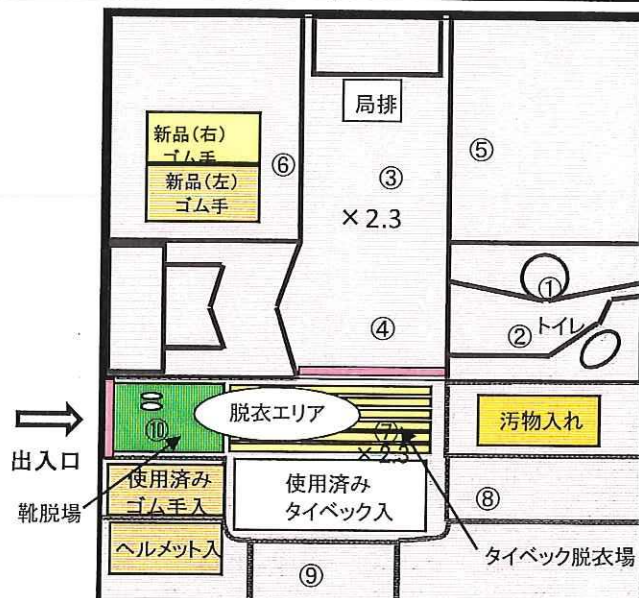 局排
新品(右)
ゴム手
新品(左)
ゴム手
⑥
③
⑤
×2.3
①
④
②
トイレ
脱衣エリア
⑩
(7)
×2.3
汚物入れ
出入口
靴脱場
使用済み
ゴム手入
使用済み
タイベック入
⑧
ヘルメット入
タイベック脱衣場
⑨